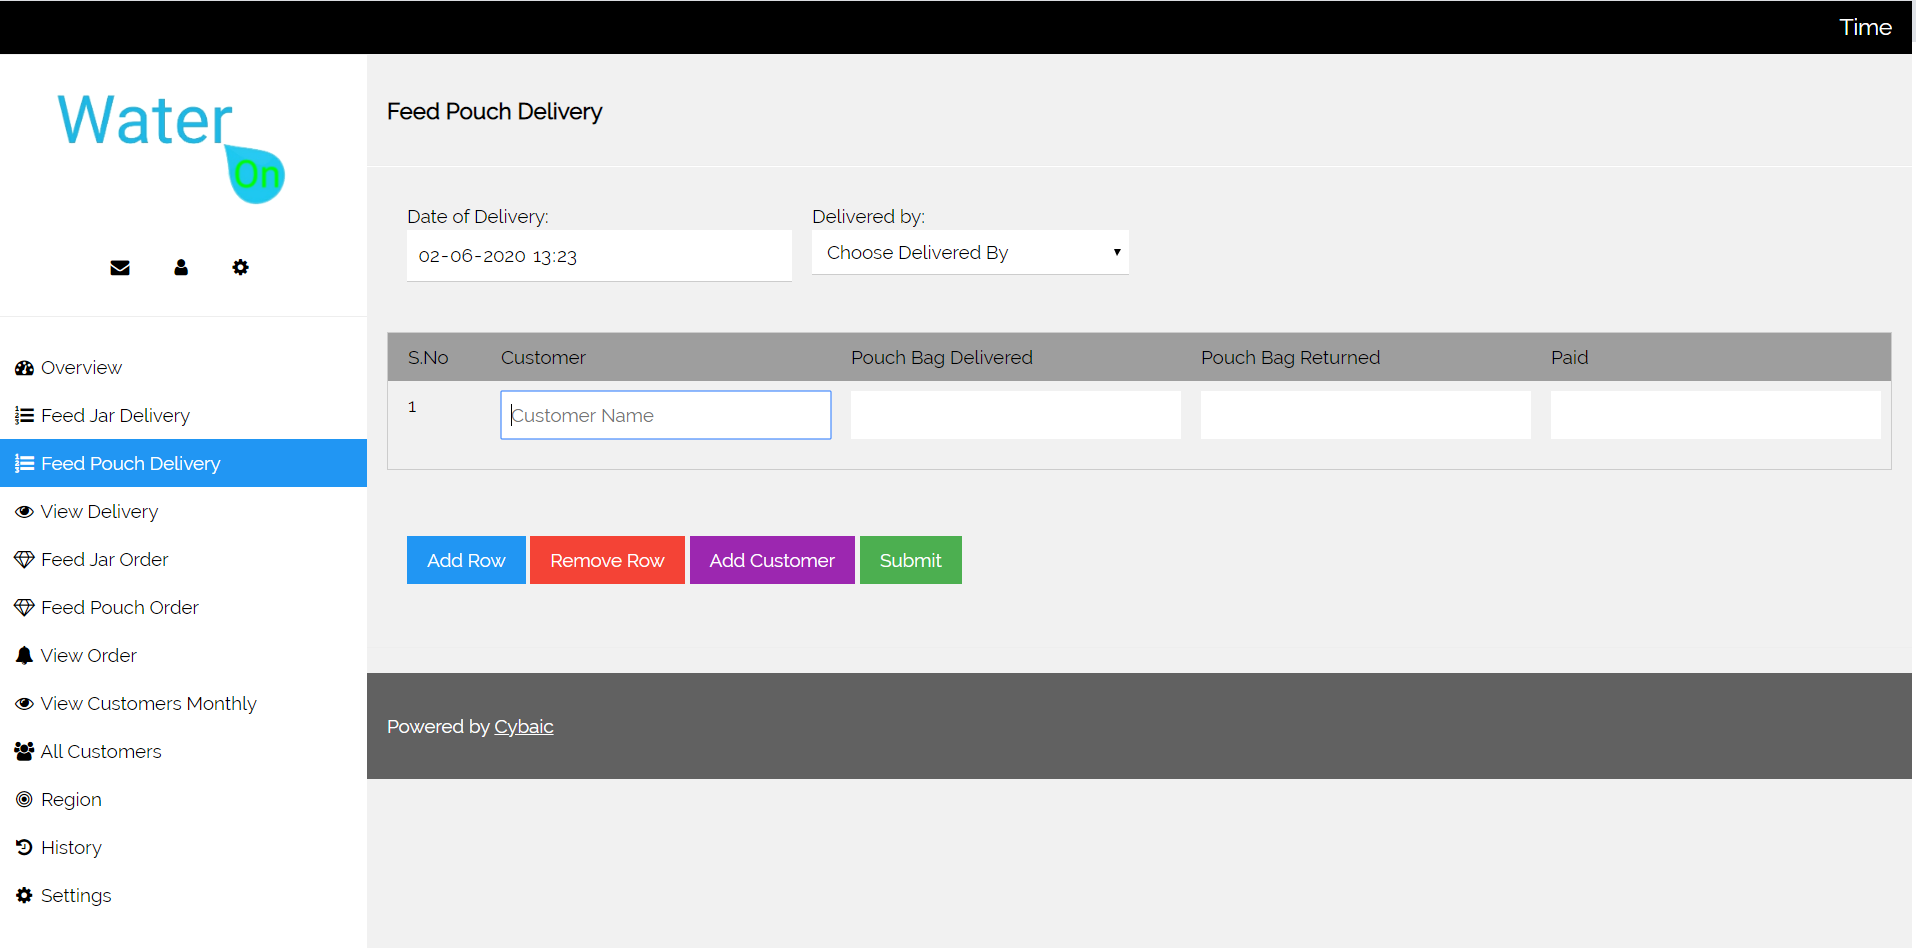 Time
Water
On
Overview
Feed Jar Delivery
Feed Pouch Delivery
View Delivery
Feed Jar Order
Feed Pouch Order
View Order
View Customers Monthly
All Customers
Region
History
Settings
Feed Pouch Delivery
Date of Delivery: Delivered by:
02-06-2020 13:23 Choose Delivered By
S.No Customer Pouch Bag Delivered Pouch Bag Returned Paid
1 Customer Name
Add Row Remove Row Add Customer Submit
Powered by Cybaic